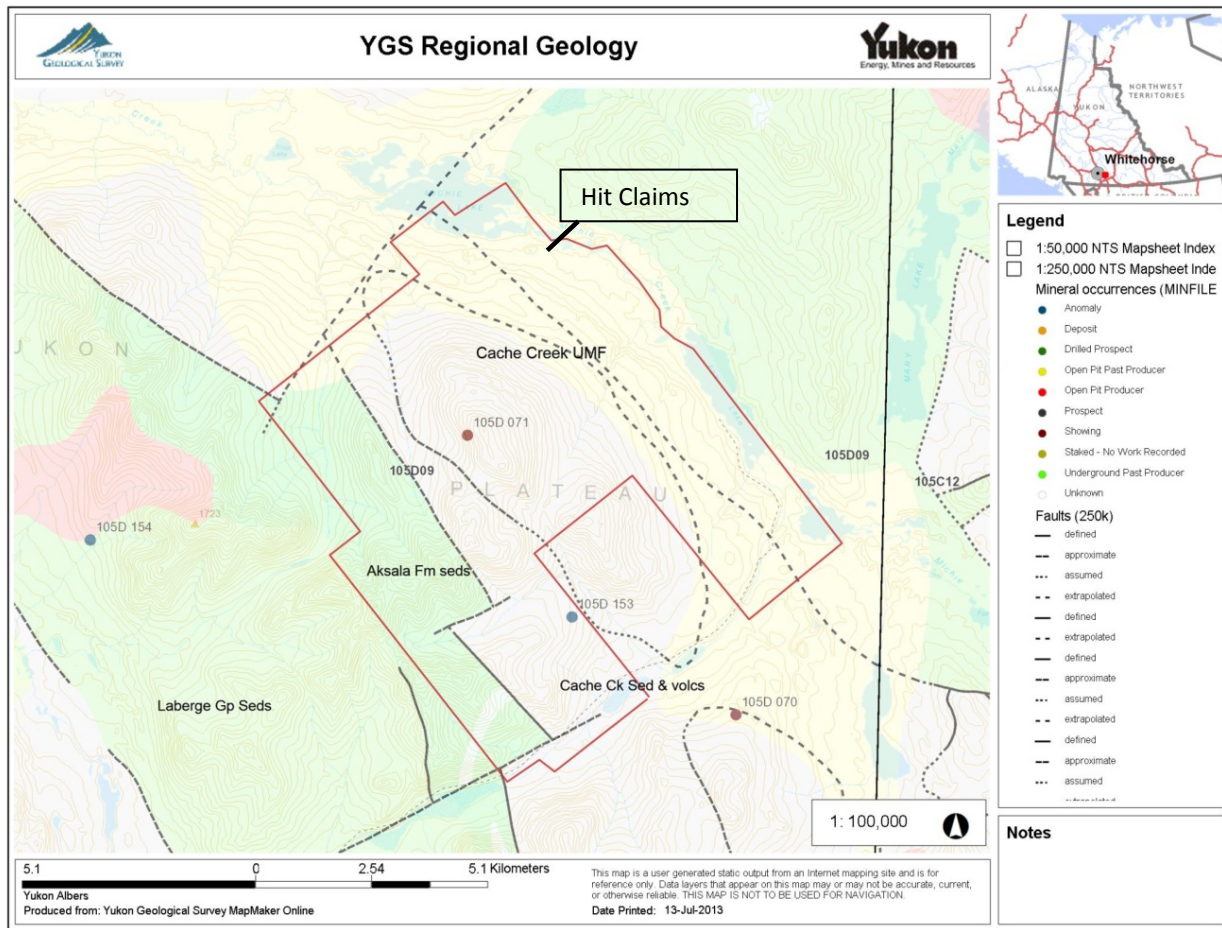 YUKON
GEOLOGICAL SURVEY
YGS Regional Geology
Yukon
Energy, Mines and Resources
ALASKA
YUKON
NORTHWEST
TERRITORIES
Whitehorse
Creek
MICHIE
Hit Claims
Creek
MARY
LAKE
Cache Creek UMF
UKON
105D 071
105D09
105D09
105C12
PLATEAU
1723
105D 154
Aksala Fm seds
105D 153
Michie
Cache Ck Sed & volcs
Laberge Gp Seds
105D 070
1: 100,000
Legend
1:50,000 NTS Mapsheet Index
1:250,000 NTS Mapsheet Inde
Mineral occurrences (MINFILE
Anomaly
Deposit
Drilled Prospect
Open Pit Past Producer
Open Pit Producer
Prospect
Showing
Staked - No Work Recorded
Underground Past Producer
Unknown
Faults (250k)
defined
approximate
assumed
extrapolated
defined
extrapolated
defined
approximate
assumed
extrapolated
defined
approximate
assumed
Notes
5.1 0 2.54 5.1 Kilometers
Yukon Albers
Produced from: Yukon Geological Survey MapMaker Online
This map is a user generated static output from an Internet mapping site and is for
reference only. Data layers that appear on this map may or may not be accurate, current,
or otherwise reliable. THIS MAP IS NOT TO BE USED FOR NAVIGATION.
Date Printed: 13-Jul-2013